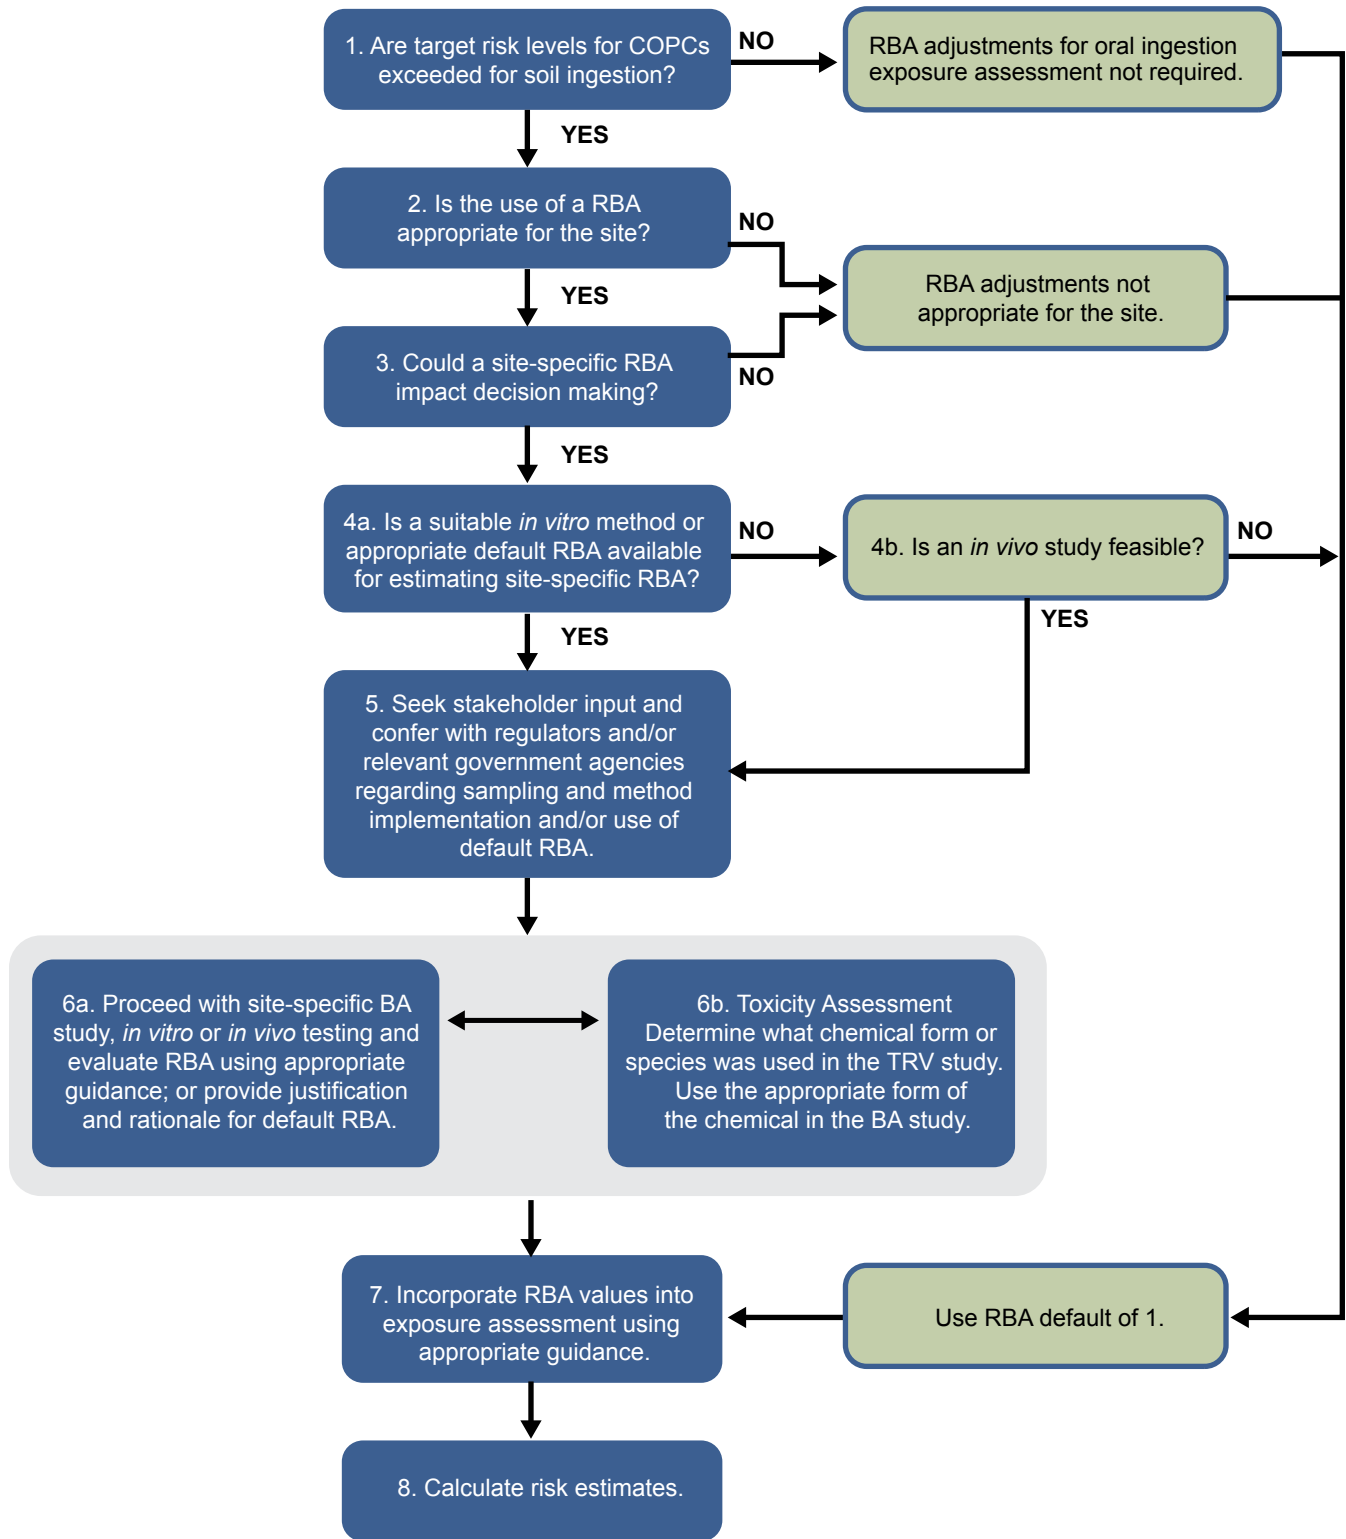 1. Are target risk levels for COPCs
exceeded for soil ingestion?
NO
RBA adjustments for oral ingestion
exposure assessment not required.
YES
2. Is the use of a RBA
appropriate for the site?
NO
RBA adjustments not
appropriate for the site.
YES
3. Could a site-specific RBA
impact decision making?
NO
YES
4a. Is a suitable in vitro method or
appropriate default RBA available
for estimating site-specific RBA?
NO
4b. Is an in vivo study feasible?
NO
YES
YES
5. Seek stakeholder input and
confer with regulators and/or
relevant government agencies
regarding sampling and method
implementation and/or use of
default RBA.
6a. Proceed with site-specific BA
study, in vitro or in vivo testing and
evaluate RBA using appropriate
guidance; or provide justification
and rationale for default RBA.
6b. Toxicity Assessment
Determine what chemical form or
species was used in the TRV study.
Use the appropriate form of
the chemical in the BA study.
7. Incorporate RBA values into
exposure assessment using
appropriate guidance.
Use RBA default of 1.
8. Calculate risk estimates.